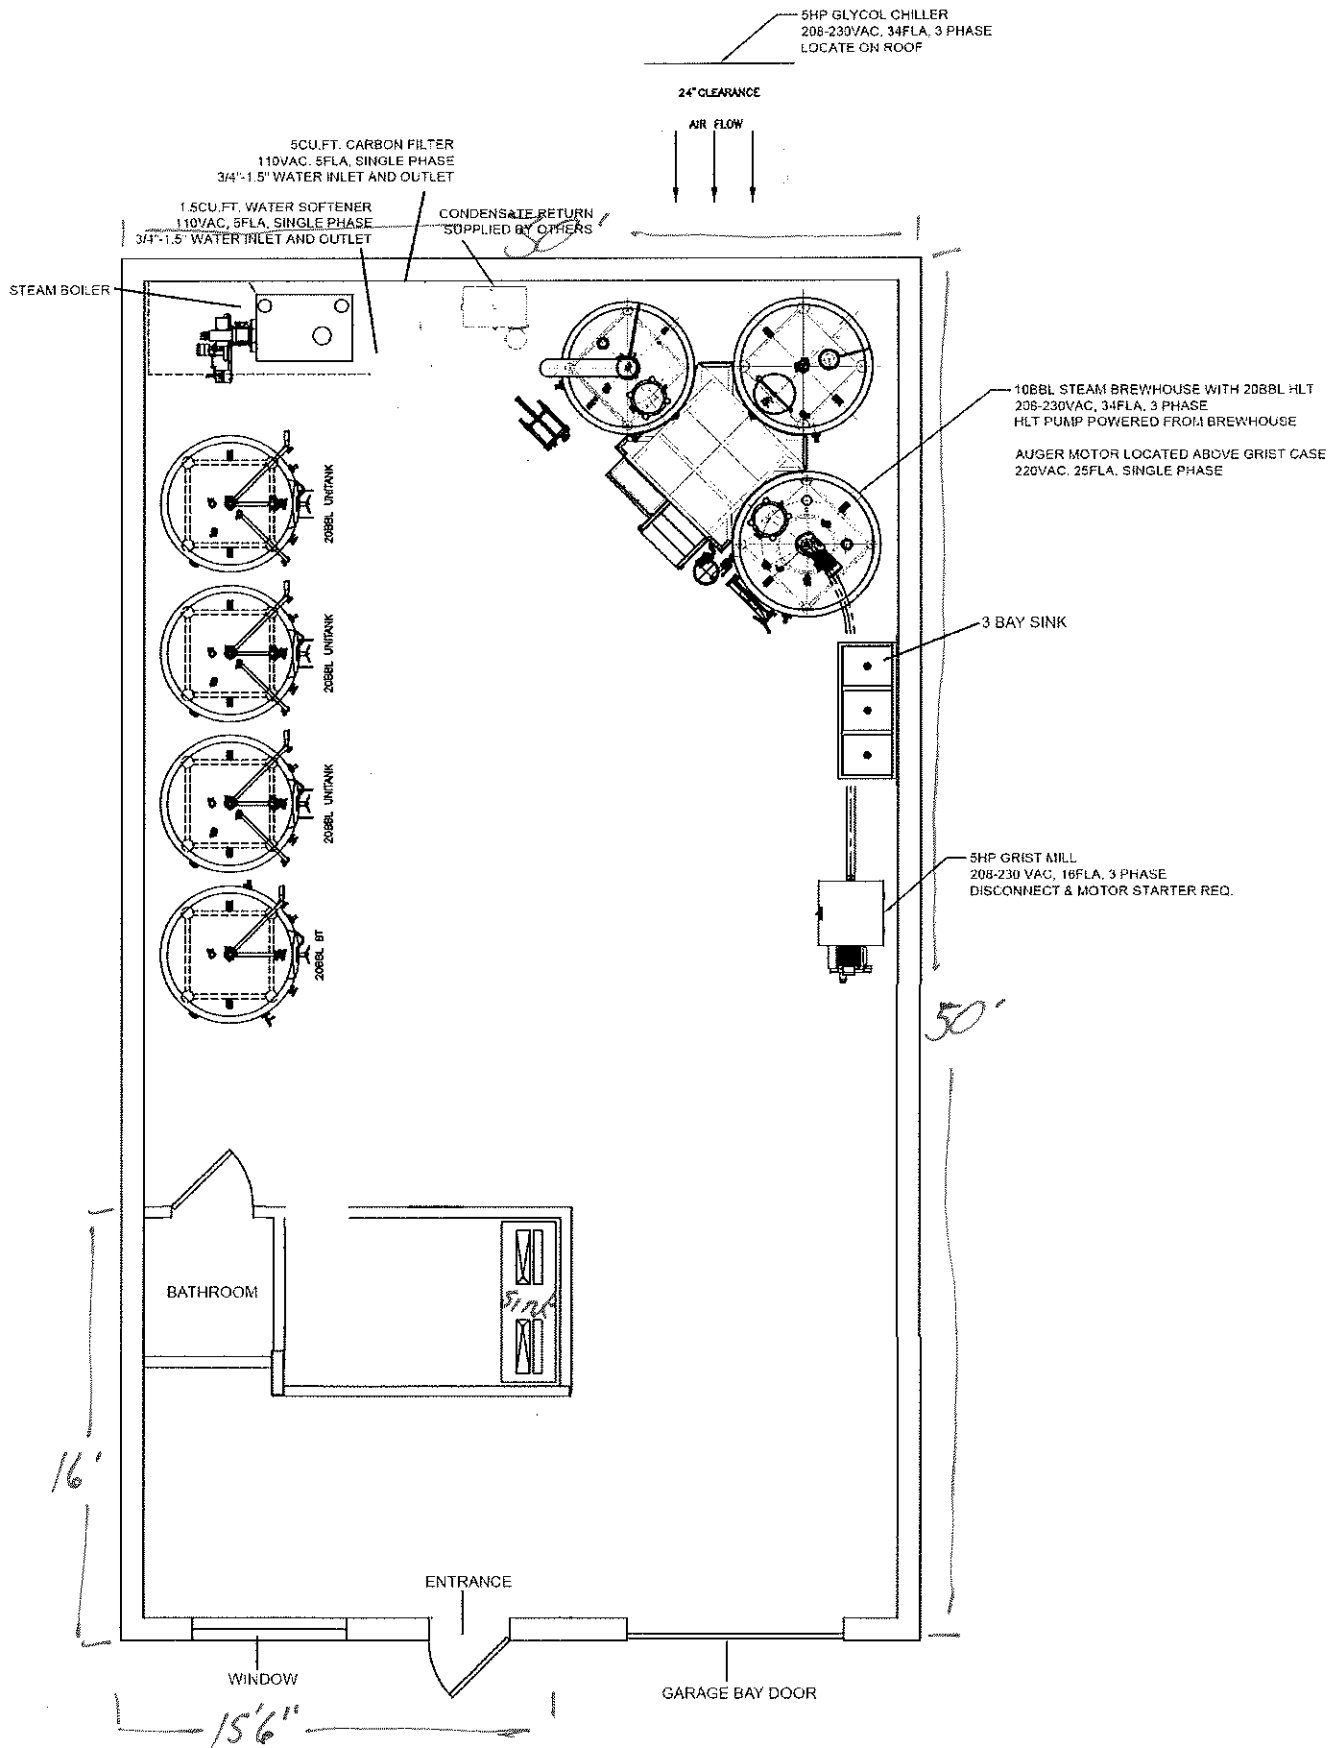 5HP GLYCOL CHILLER
208-230VAC, 34FLA, 3 PHASE
LOCATE ON ROOF
24" CLEARANCE
AIR FLOW
5CU.FT. CARBON FILTER
110VAC. 5FLA, SINGLE PHASE
3/4"-1.5" WATER INLET AND OUTLET
1.5CU.FT. WATER SOFTENER
110VAC, 5FLA, SINGLE PHASE
3/4"-1.5" WATER INLET AND OUTLET
CONDENSATE RETURN
SUPPLIED BY OTHERS
30'
STEAM BOILER
10BBL STEAM BREWHOUSE WITH 20BBL HLT
208-230VAC, 34FLA, 3 PHASE
HLT PUMP POWERED FROM BREWHOUSE
AUGER MOTOR LOCATED ABOVE GRIST CASE
220VAC. 25FLA. SINGLE PHASE
20BBL UNITANK
20BBL UNITANK
3 BAY SINK
20BBL UNITANK
5HP GRIST MILL
208-230 VAC, 16FLA, 3 PHASE
DISCONNECT & MOTOR STARTER REQ.
20BBL BT
50'
BATHROOM
Sink
16'
ENTRANCE
WINDOW
GARAGE BAY DOOR
15'6"